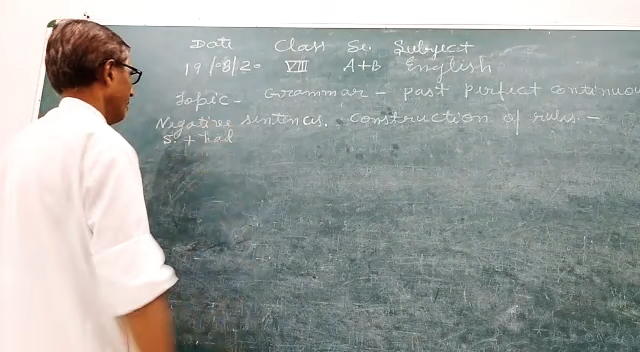 Date Class Se. Subject
19/08/20 VIII A+B English
Topic - Grammar - past perfect continuou
Negative sentences. construction of rules -
S. + had